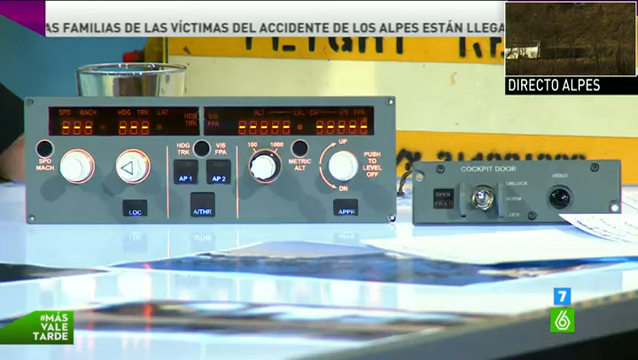 AS FAMILIAS DE LAS VÍCTIMAS DEL ACCIDENTE DE LOS ALPES ESTÁN LLEGA
DIRECTO ALPES
SPD MACH HDG TRK LAT HDG TRK V/S FPA ALT LVL/CH V/S FPA
SPD MACH
HDG TRK
V/S FPA
100 1000
METRIC ALT
UP
PUSH TO LEVEL OFF
DN
AP 1
AP 2
LOC
A/THR
APPR
COCKPIT DOOR
OPEN
UNLOCK
NORM
LOCK
VIDEO
#MÁS
VALE
TARDE
7
6